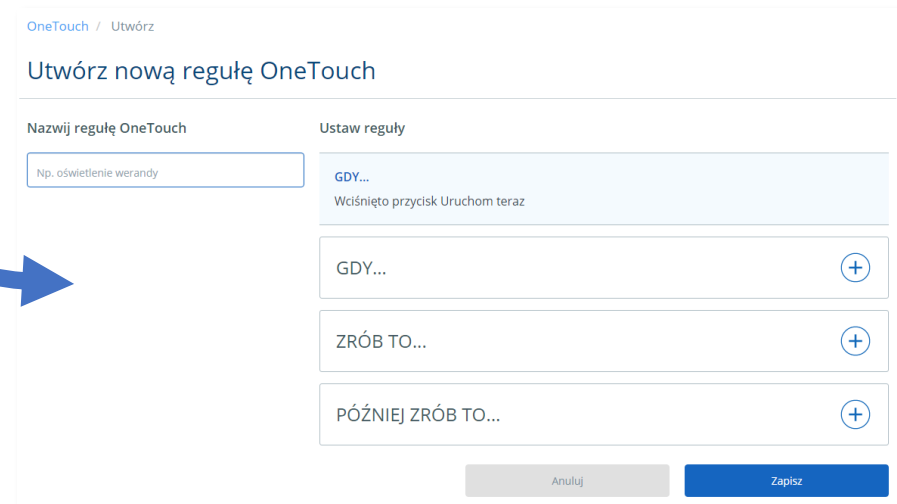 OneTouch / Utwórz
Utwórz nową regułę OneTouch
Nazwij regułę OneTouch
Np. oświetlenie werandy
Ustaw reguły
GDY...
Wciśnięto przycisk Uruchom teraz
GDY...
ZRÓB TO...
PÓŹNIEJ ZRÓB TO...
Anuluj
Zapisz